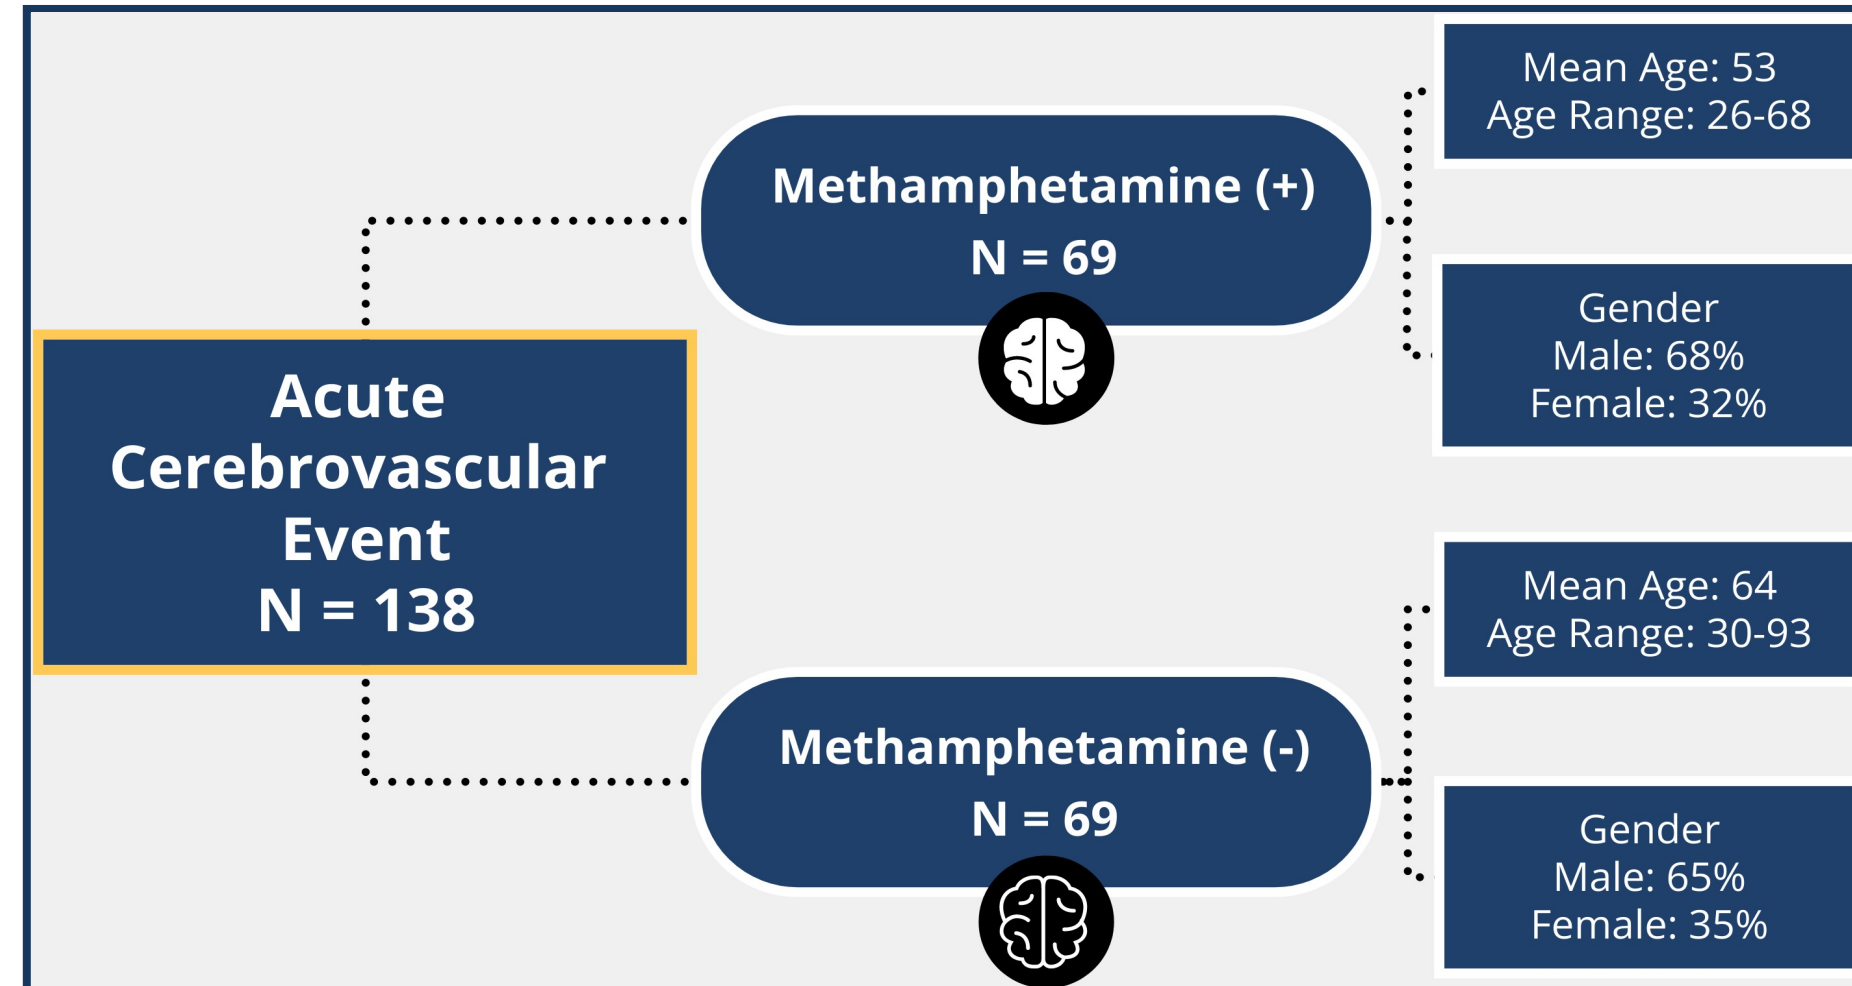 Acute
Cerebrovascular
Event
N = 138
Methamphetamine (+)
N = 69
Mean Age: 53
Age Range: 26-68
Gender
Male: 68%
Female: 32%
Methamphetamine (-)
N = 69
Mean Age: 64
Age Range: 30-93
Gender
Male: 65%
Female: 35%